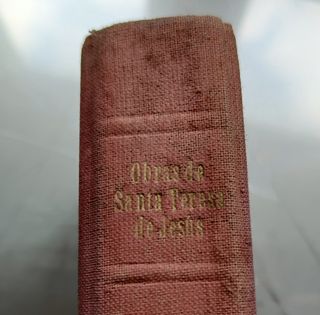 Obras de
Santa Teresa
de Jesús